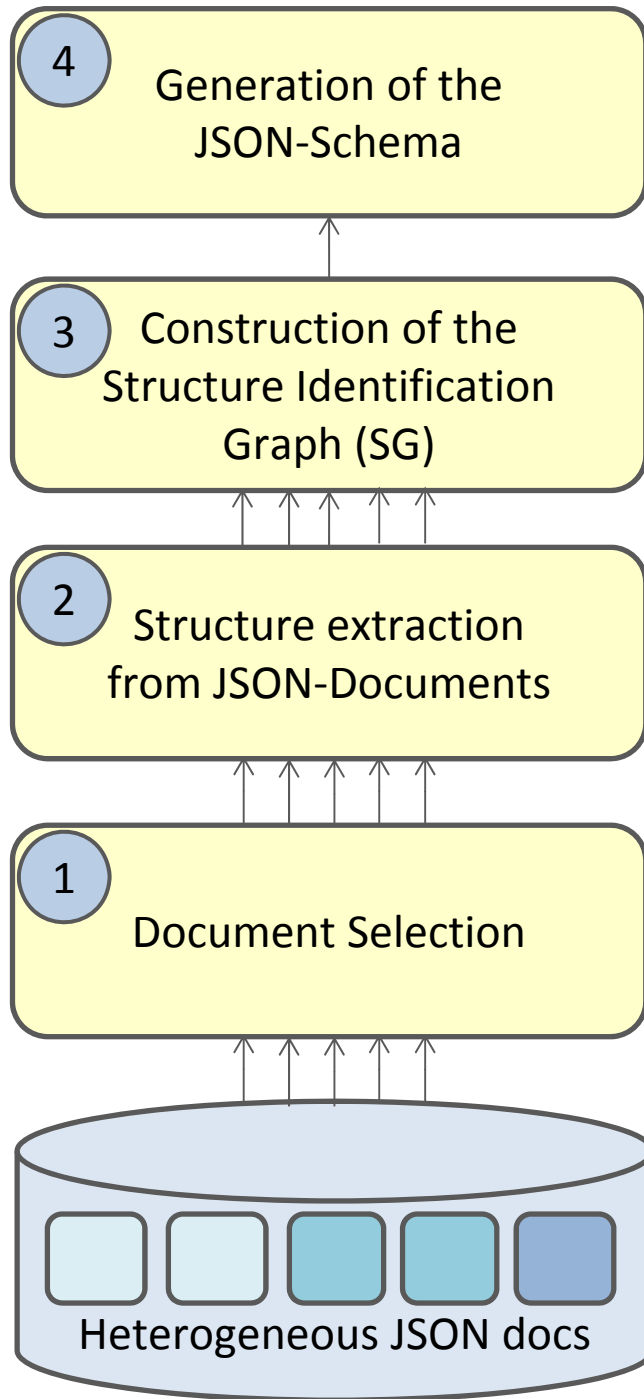 4
Generation of the
JSON-Schema
3
Construction of the
Structure Identification
Graph (SG)
2
Structure extraction
from JSON-Documents
1
Document Selection
Heterogeneous JSON docs